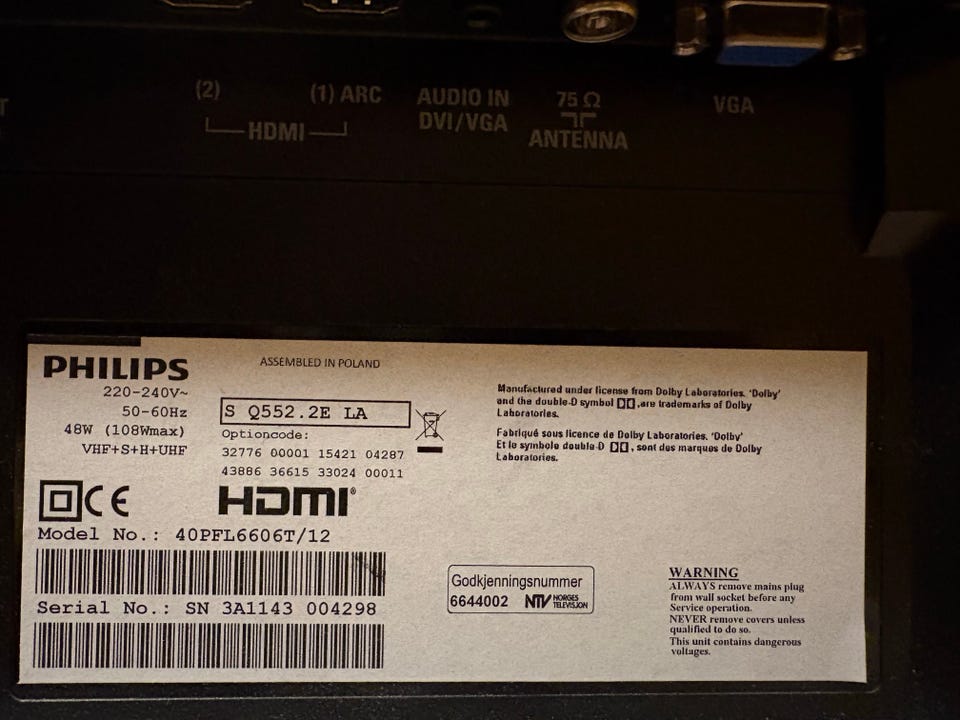 (2) (1) ARC
HDMI
AUDIO IN
DVI/VGA
75 Ω
ANTENNA
VGA
PHILIPS
220-240V~
50-60Hz
48W (108Wmax)
VHF+S+H+UHF
CE
ASSEMBLED IN POLAND
S Q552.2E LA
Optioncode:
32776 00001 15421 04287
43886 36615 33024 00011
HDMI®
Model No.: 40PFL6606T/12
Serial No.: SN 3A1143 004298
Manufactured under license from Dolby Laboratories. 'Dolby'
and the double-D symbol ,are trademarks of Dolby
Laboratories.
Fabriqué sous licence de Dolby Laboratories. 'Dolby'
Et le symbole double-D , sont des marques de Dolby
Laboratories.
Godkjenningsnummer
6644002 NTV NORGES
TELEVISJON
WARNING
ALWAYS remove mains plug
from wall socket before any
Service operation.
NEVER remove covers unless
qualified to do so.
This unit contains dangerous
voltages.